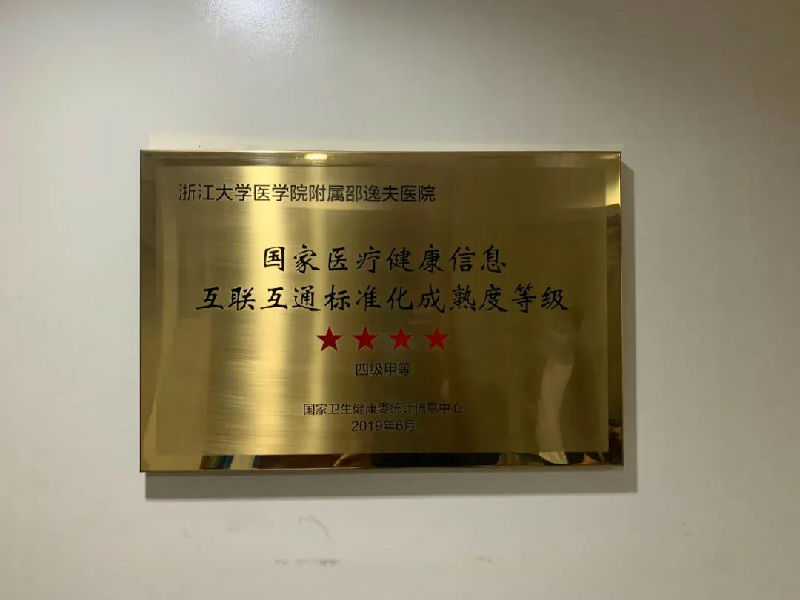 浙江大学医学院附属邵逸夫医院
国家医疗健康信息
互联互通标准化成熟度等级
★★★★
四级甲等
国家卫生健康委统计信息中心
2019年6月